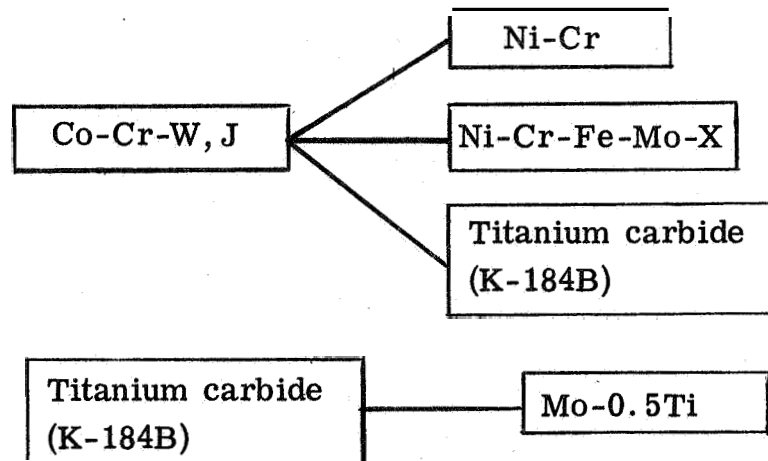 Ni-Cr
Co-Cr-W, J
Ni-Cr-Fe-Mo-X
Titanium carbide
(K-184B)
Titanium carbide
(K-184B)
Mo-0.5Ti